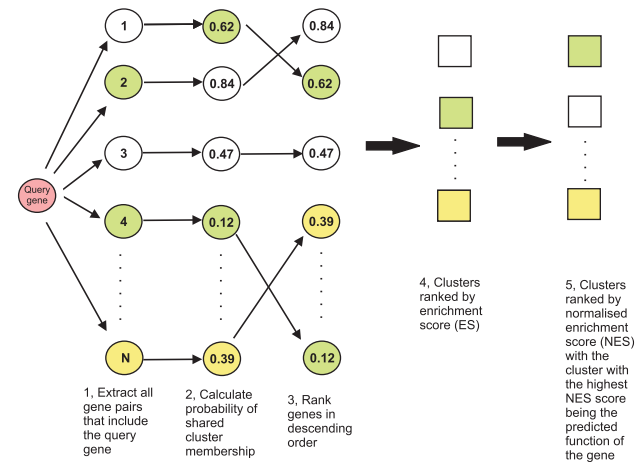 1
0.62
0.84
2
0.84
0.62
3
0.47
0.47
Query
gene
4
0.12
0.39
N
0.39
0.12
1, Extract all
gene pairs
that include
the query
gene
2, Calculate
probability of
shared
cluster
membership
3, Rank
genes in
descending
order
4, Clusters
ranked by
enrichment
score (ES)
5, Clusters
ranked by
normalised
enrichment
score (NES)
with the
cluster with
the highest
NES score
being the
predicted
function of
the gene